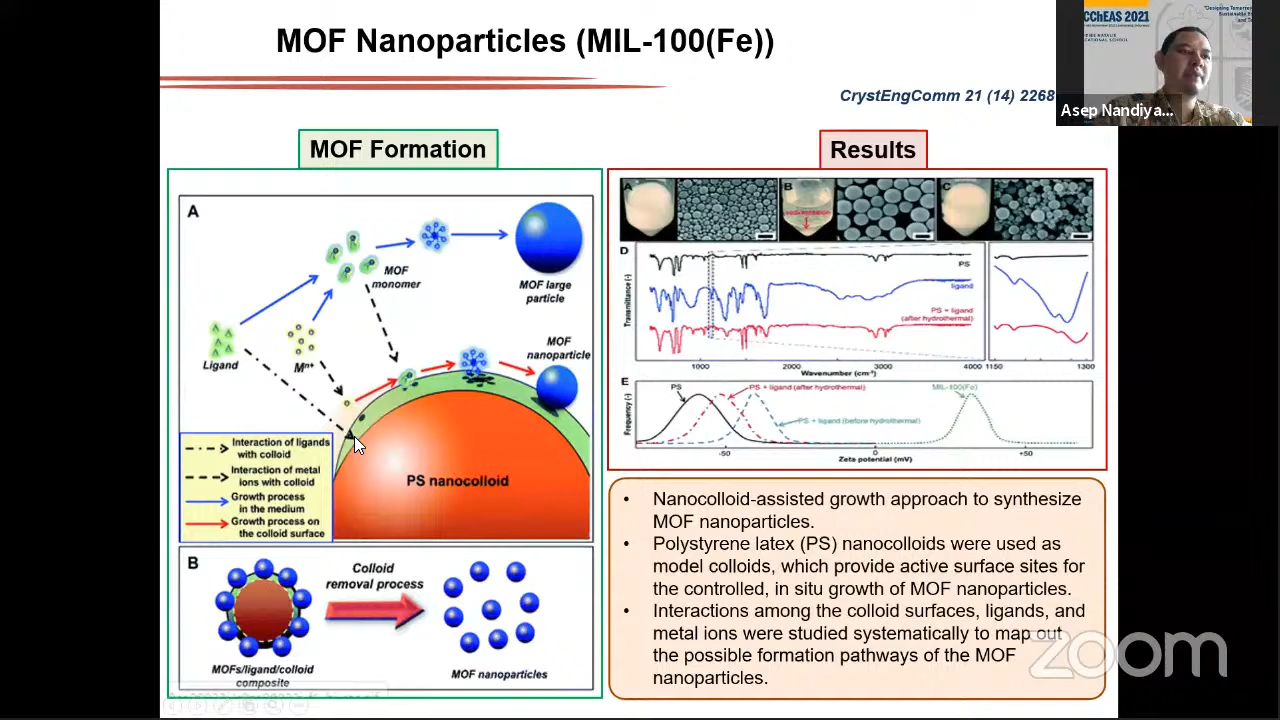 MOF Nanoparticles (MIL-100(Fe))
CrystEngComm 21 (14) 2268
CChEAS 2021
"Designing Tomorrow
Asep Nandiya...
MOF Formation
A
MOF
monomer
MOF large
particle
Ligand
Mⁿ⁺
MOF
nanoparticle
PS nanocolloid
Interaction of ligands
with colloid
Interaction of metal
ions with colloid
Growth process
in the medium
Growth process on
the colloid surface
B
Colloid
removal process
MOFs/ligand/colloid
composite
MOF nanoparticles
Results
A
B
C
D
PS
ligand
PS + ligand
(after hydrothermal)
Transmittance (-)
1000
2000
3000
4000
1150
1300
Wavenumber (cm⁻¹)
E
PS
PS + ligand (after hydrothermal)
MIL-100(Fe)
PS + ligand (before hydrothermal)
Frequency (-)
-50
0
+50
Zeta potential (mV)
• Nanocolloid-assisted growth approach to synthesize
MOF nanoparticles.
• Polystyrene latex (PS) nanocolloids were used as
model colloids, which provide active surface sites for
the controlled, in situ growth of MOF nanoparticles.
• Interactions among the colloid surfaces, ligands, and
metal ions were studied systematically to map out
the possible formation pathways of the MOF
nanoparticles.
zoom